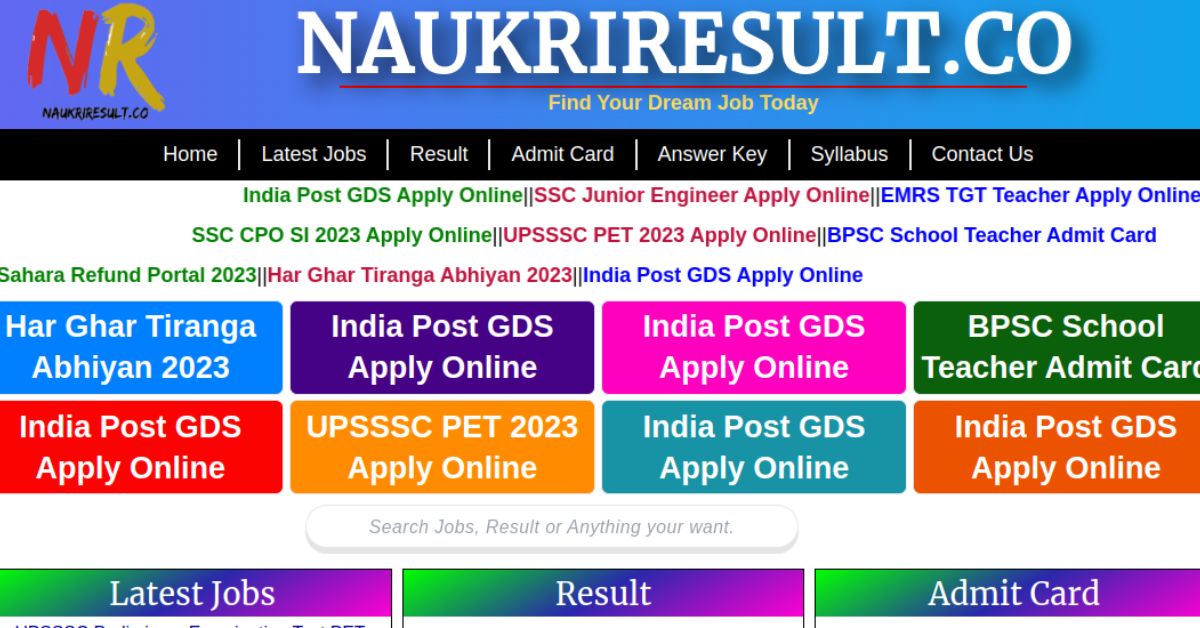 NR
NAUKRIRESULT.CO
NAUKRIRESULT.CO
Find Your Dream Job Today
Home | Latest Jobs | Result | Admit Card | Answer Key | Syllabus | Contact Us
India Post GDS Apply Online||SSC Junior Engineer Apply Online||EMRS TGT Teacher Apply Online
SSC CPO SI 2023 Apply Online||UPSSSC PET 2023 Apply Online||BPSC School Teacher Admit Card
Sahara Refund Portal 2023||Har Ghar Tiranga Abhiyan 2023||India Post GDS Apply Online
Har Ghar Tiranga
Abhiyan 2023
India Post GDS
Apply Online
India Post GDS
Apply Online
BPSC School
Teacher Admit Card
India Post GDS
Apply Online
UPSSSC PET 2023
Apply Online
India Post GDS
Apply Online
India Post GDS
Apply Online
Search Jobs, Result or Anything your want.
Latest Jobs
Result
Admit Card